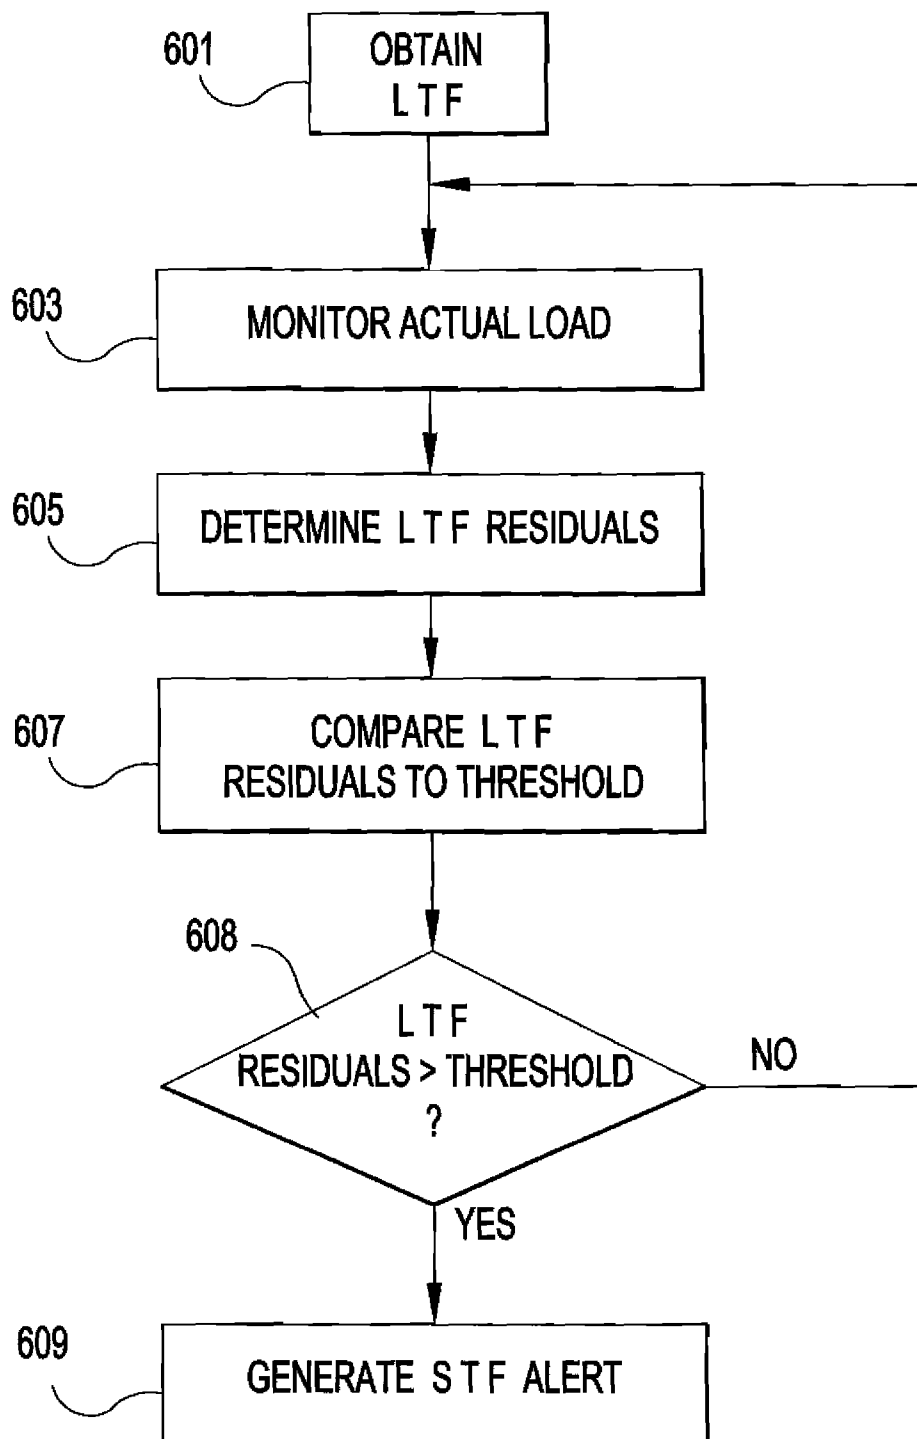 601
OBTAIN
L T F
603
MONITOR ACTUAL LOAD
605
DETERMINE L T F RESIDUALS
607
COMPARE L T F
RESIDUALS TO THRESHOLD
608
L T F
RESIDUALS > THRESHOLD
?
NO
YES
609
GENERATE S T F ALERT